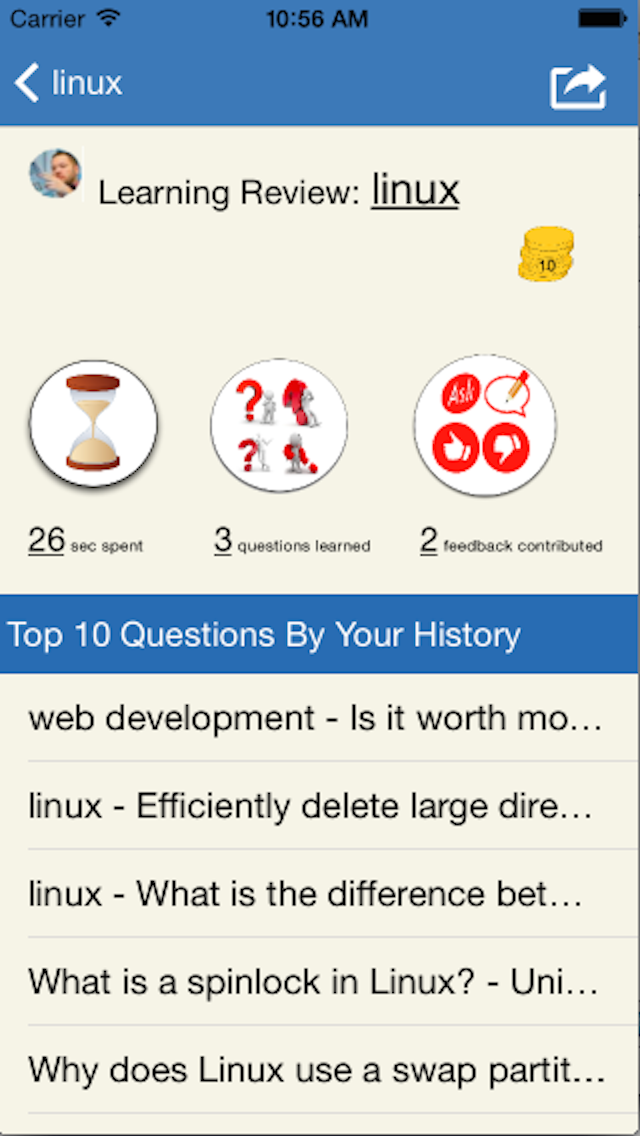 Carrier 10:56 AM
linux
Learning Review: linux
10
Ask
26 sec spent 3 questions learned 2 feedback contributed
Top 10 Questions By Your History
web development - Is it worth mo...
linux - Efficiently delete large dire...
linux - What is the difference bet...
What is a spinlock in Linux? - Uni...
Why does Linux use a swap partit...